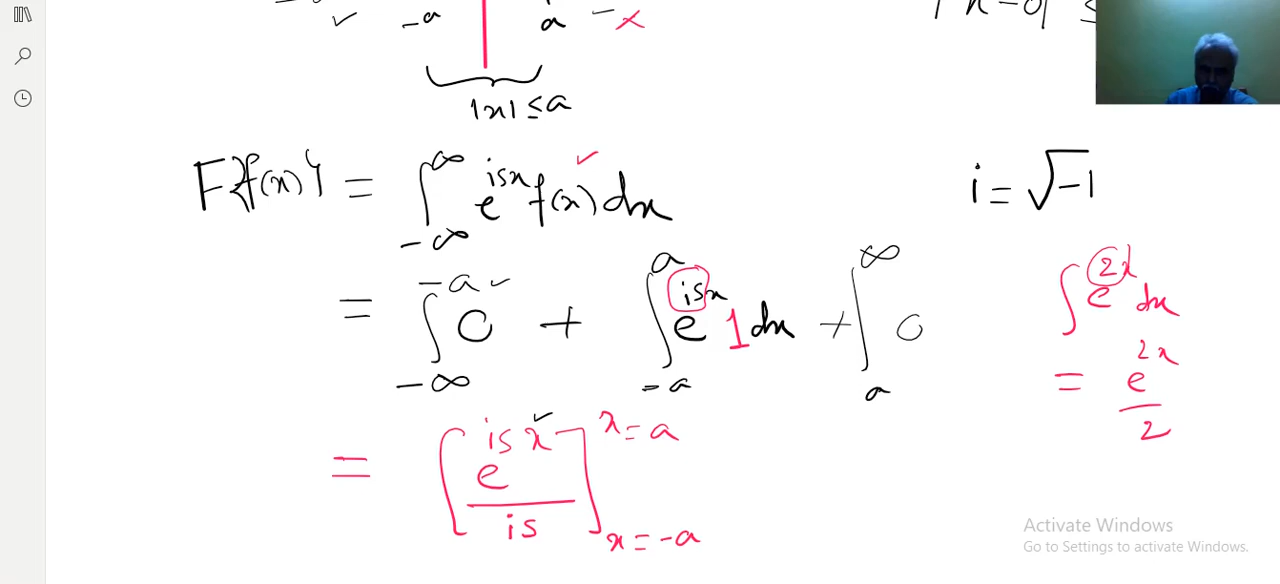 -a a - x
|x| ≤ a
F{f(x)} = ∫_{-∞}^{∞} e^{isx} f(x) dx
i = √-1
= ∫_{-∞}^{-a} 0 + ∫_{-a}^{a} e^{isx} 1 dx + ∫_{a}^{∞} 0
∫ e^{2x} dx
= e^{2x}/2
= [e^{isx}/is]_{x=-a}^{x=a}
Activate Windows
Go to Settings to activate Windows.